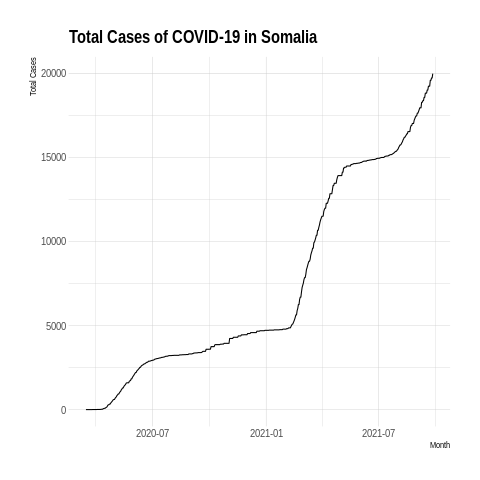 Total Cases of COVID-19 in Somalia
Total Cases
20000
15000
10000
5000
0
2020-07 2021-01 2021-07
Month